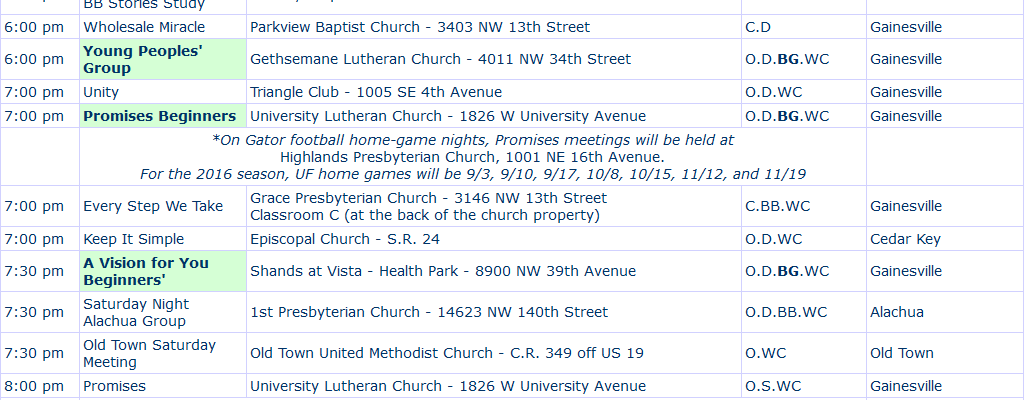 BB Stories Study
6:00 pm Wholesale Miracle Parkview Baptist Church - 3403 NW 13th Street C.D Gainesville
6:00 pm Young Peoples' Group Gethsemane Lutheran Church - 4011 NW 34th Street O.D.BG.WC Gainesville
7:00 pm Unity Triangle Club - 1005 SE 4th Avenue O.D.WC Gainesville
7:00 pm Promises Beginners University Lutheran Church - 1826 W University Avenue O.D.BG.WC Gainesville
*On Gator football home-game nights, Promises meetings will be held at
Highlands Presbyterian Church, 1001 NE 16th Avenue.
For the 2016 season, UF home games will be 9/3, 9/10, 9/17, 10/8, 10/15, 11/12, and 11/19
7:00 pm Every Step We Take Grace Presbyterian Church - 3146 NW 13th Street
Classroom C (at the back of the church property) C.BB.WC Gainesville
7:00 pm Keep It Simple Episcopal Church - S.R. 24 O.D.WC Cedar Key
7:30 pm A Vision for You
Beginners' Shands at Vista - Health Park - 8900 NW 39th Avenue O.D.BG.WC Gainesville
7:30 pm Saturday Night
Alachua Group 1st Presbyterian Church - 14623 NW 140th Street O.D.BB.WC Alachua
7:30 pm Old Town Saturday
Meeting Old Town United Methodist Church - C.R. 349 off US 19 O.WC Old Town
8:00 pm Promises University Lutheran Church - 1826 W University Avenue O.S.WC Gainesville